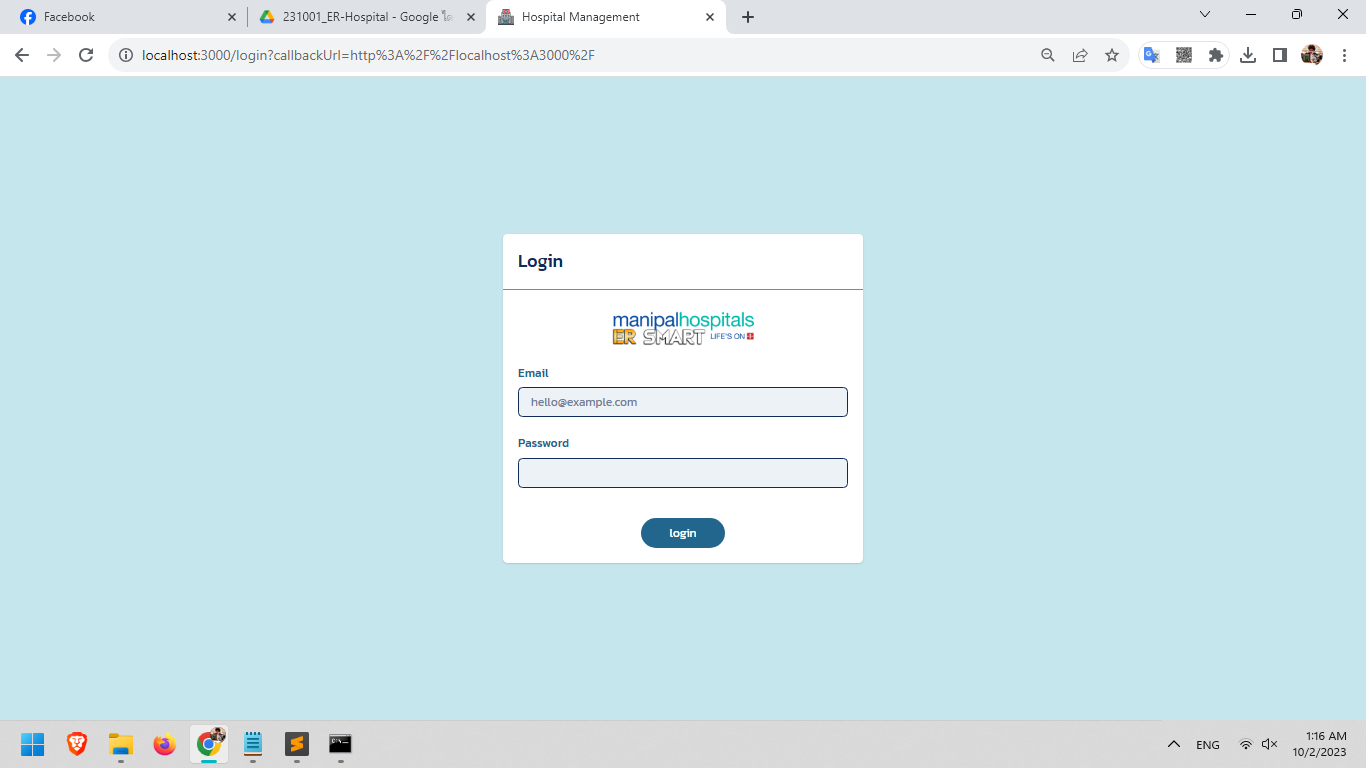 Facebook
231001_ER-Hospital - Google ไ
Hospital Management
localhost:3000/login?callbackUrl=http%3A%2F%2Flocalhost%3A3000%2F
Login
manipalhospitals
ER SMART LIFE'S ON
Email
hello@example.com
Password
login
ENG
1:16 AM
10/2/2023